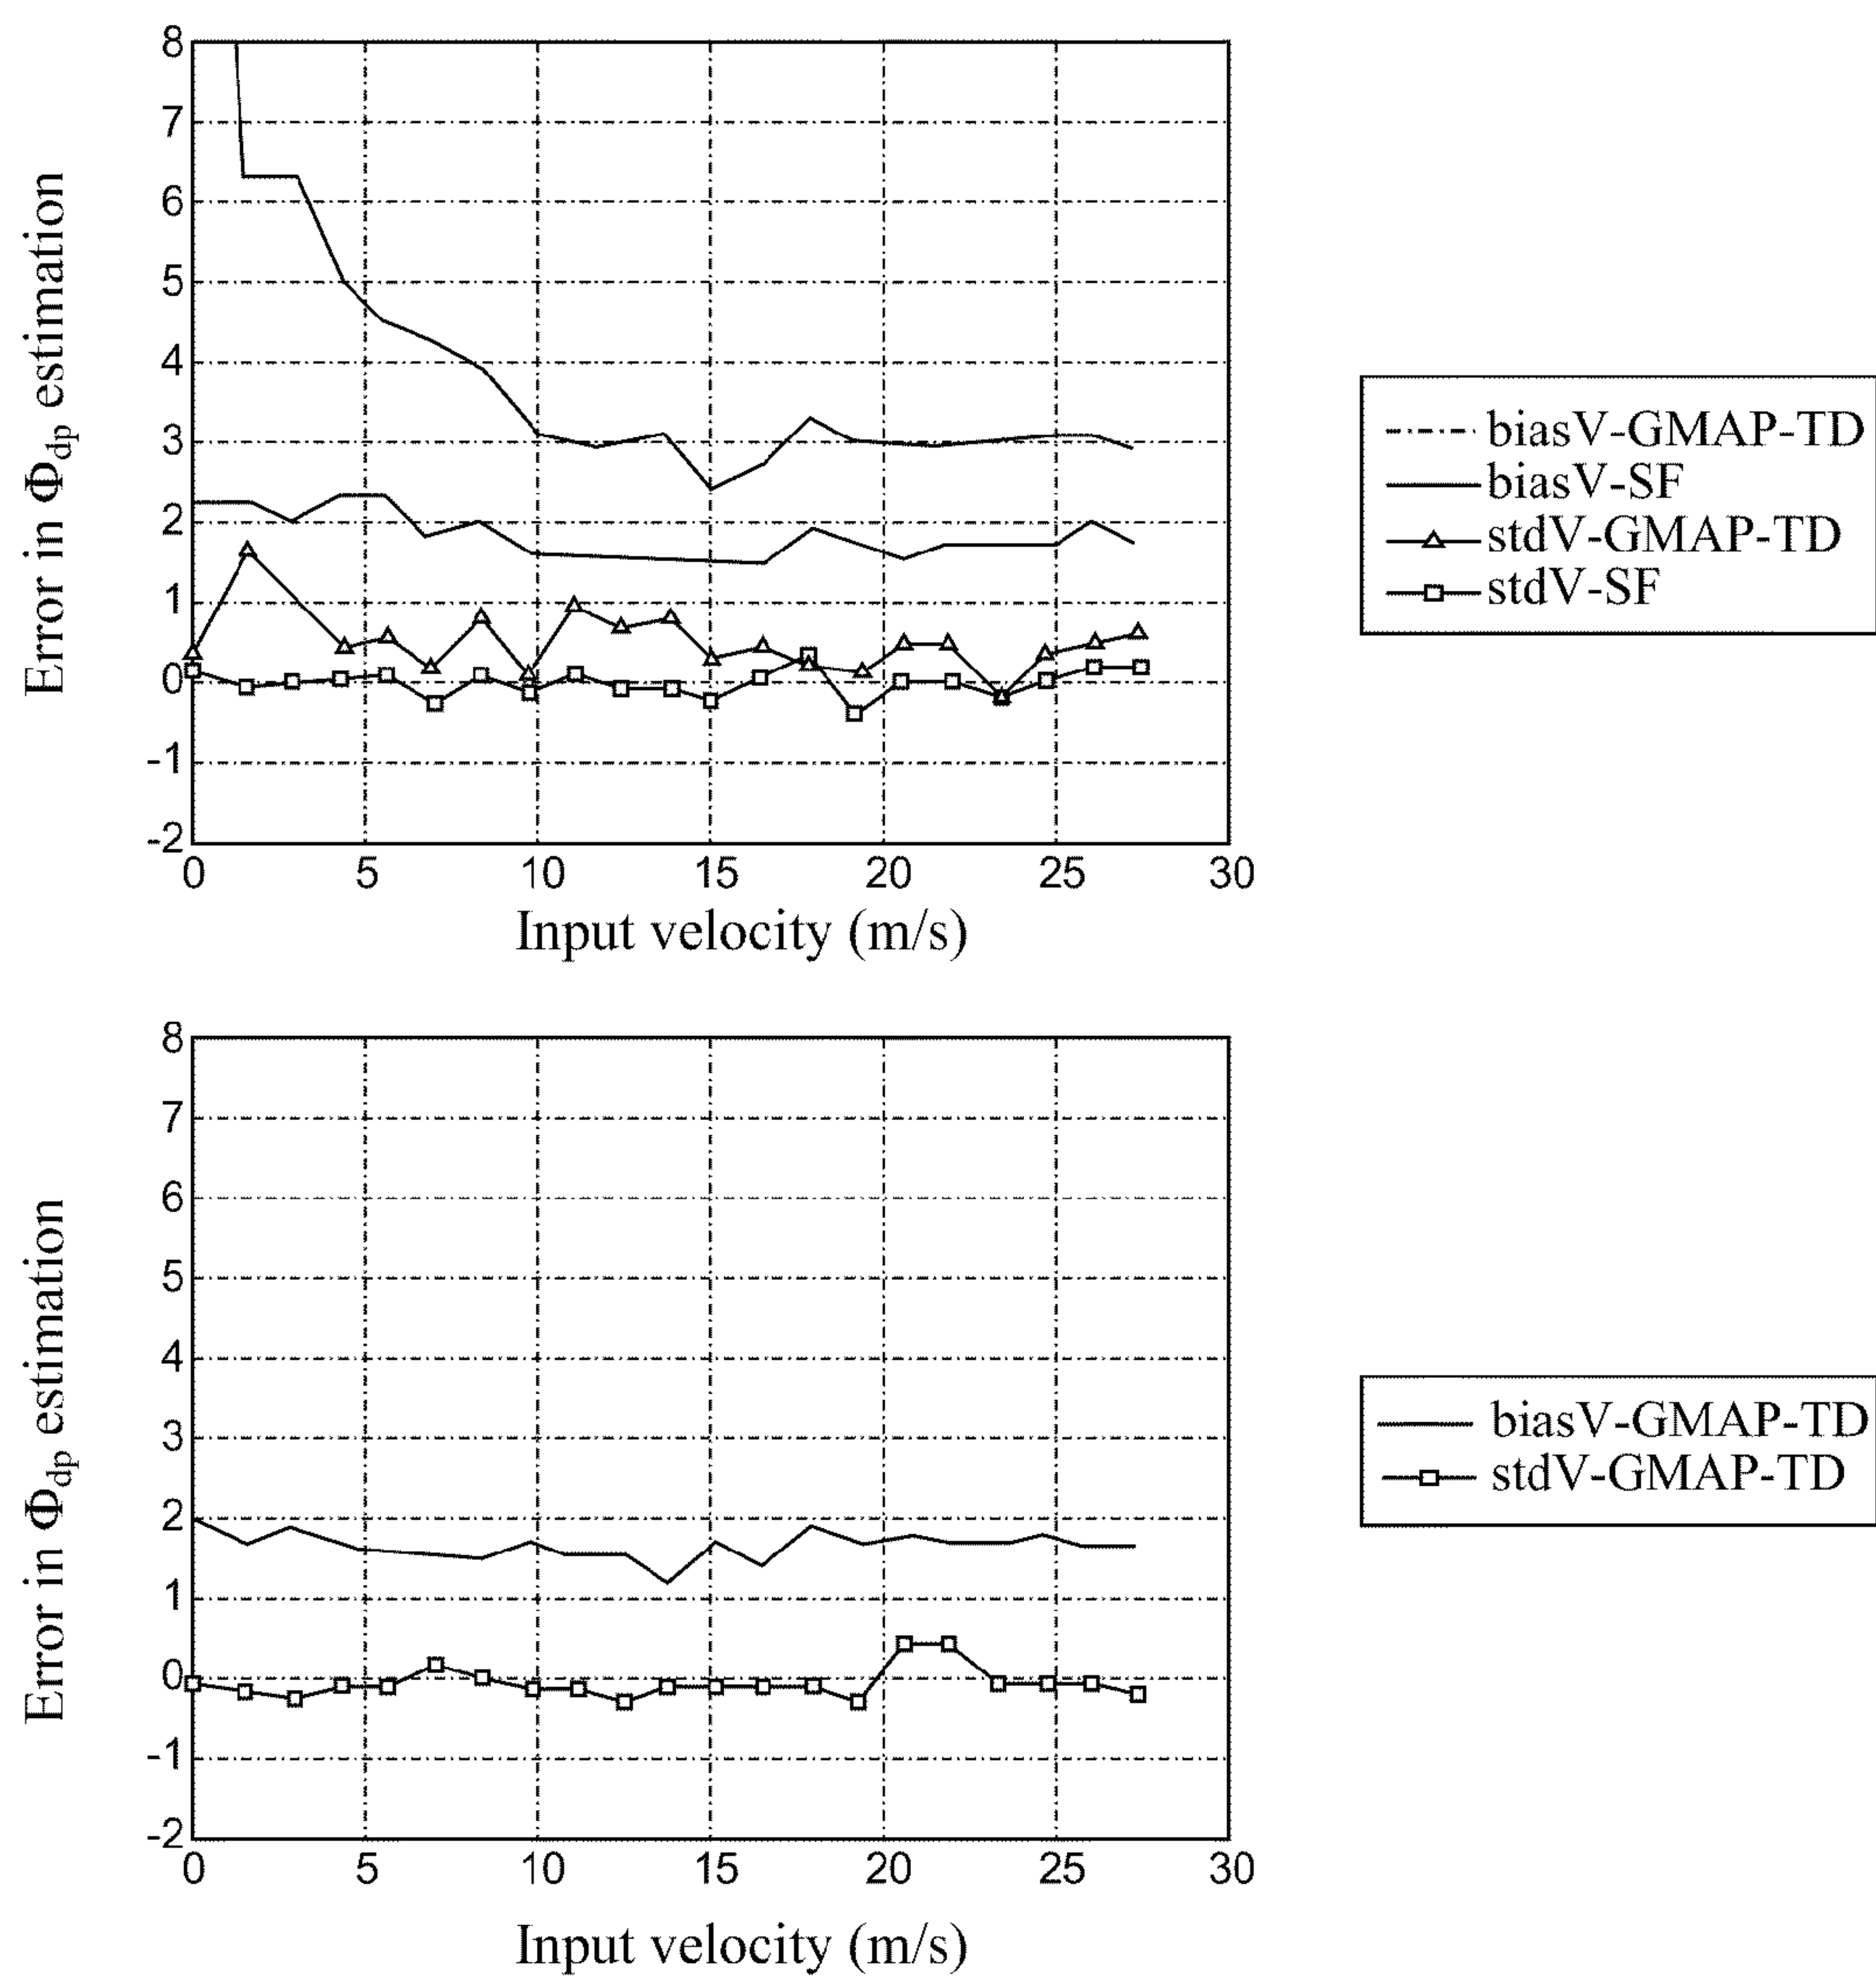 8
7
6
5
4
3
2
1
0
-1
-2
0 5 10 15 20 25 30
Error in Φdp estimation
Input velocity (m/s)
biasV-GMAP-TD
biasV-SF
stdV-GMAP-TD
stdV-SF
8
7
6
5
4
3
2
1
0
-1
-2
0 5 10 15 20 25 30
Error in Φdp estimation
Input velocity (m/s)
biasV-GMAP-TD
stdV-GMAP-TD